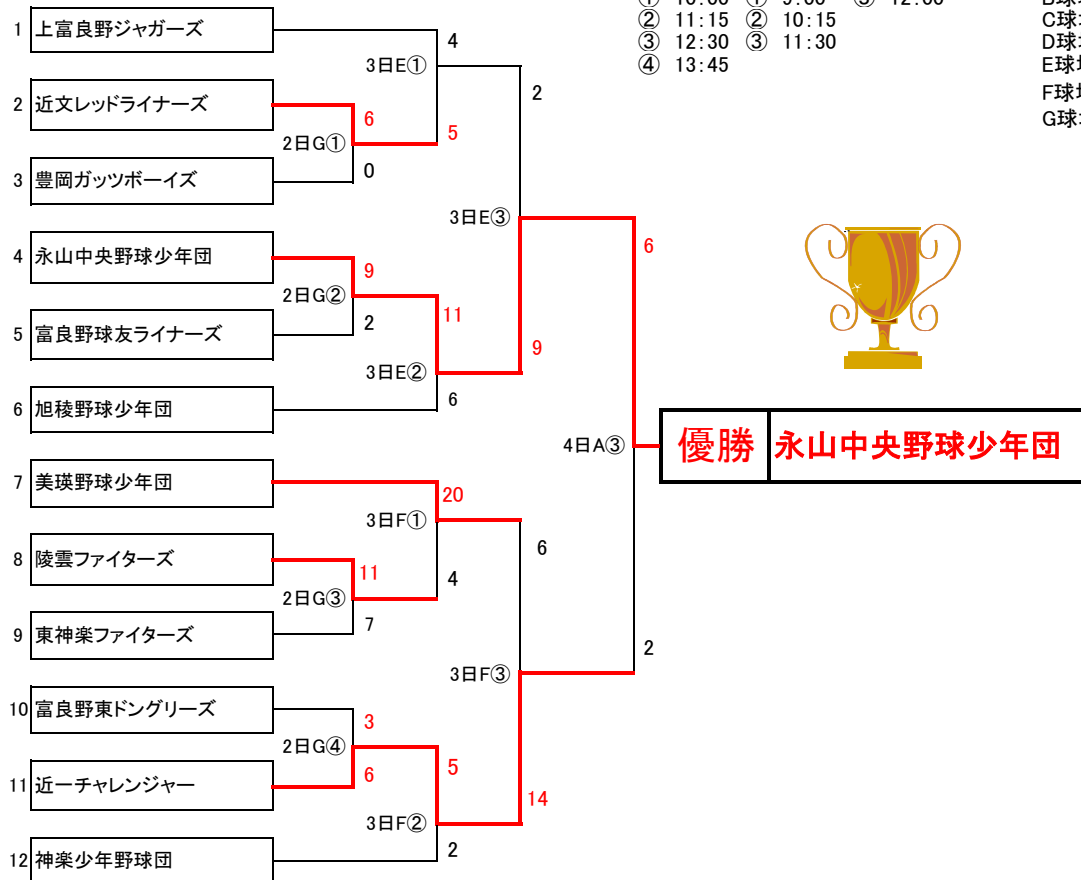 ① 10:00 ① 9:00 ③ 12:00
② 11:15 ② 10:15
③ 12:30 ③ 11:30
④ 13:45
B球
C球
D球
E球
F球
G球
1 上富良野ジャガーズ
4
3日E①
2
2 近文レッドライナーズ
6
5
2日G①
0
3 豊岡ガッツボーイズ
3日E③
6
4 永山中央野球少年団
9
2日G②
11
2
5 富良野球友ライナーズ
9
3日E②
6
6 旭稜野球少年団
4日A③
優勝 永山中央野球少年団
7 美瑛野球少年団
20
3日F①
6
8 陵雲ファイターズ
11
4
2日G③
7
9 東神楽ファイターズ
2
3日F③
10 富良野東ドングリーズ
3
2日G④
5
6
11 近一チャレンジャー
14
3日F②
2
12 神楽少年野球団